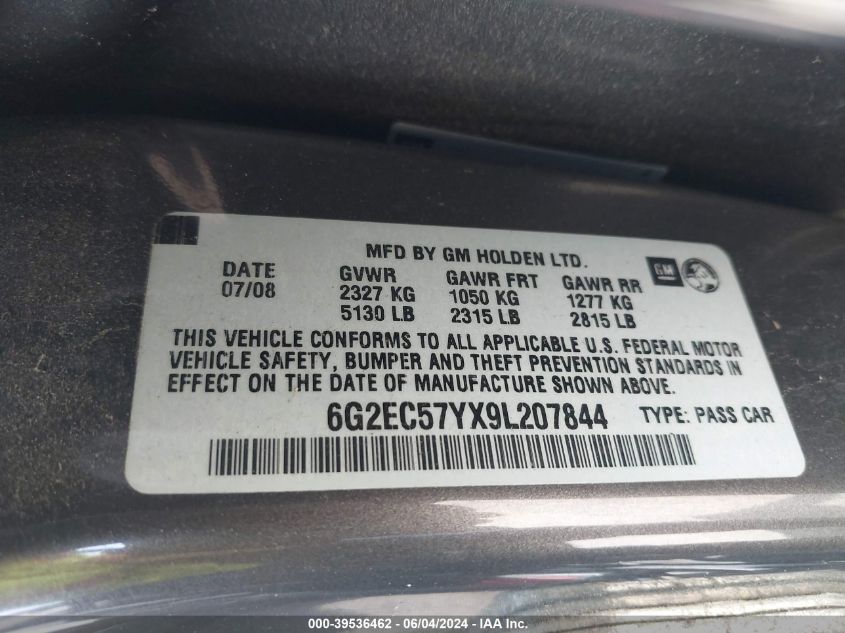 MFD BY GM HOLDEN LTD.
DATE GVWR GAWR FRT GAWR RR
07/08 2327 KG 1050 KG 1277 KG
5130 LB 2315 LB 2815 LB
GM
THIS VEHICLE CONFORMS TO ALL APPLICABLE U.S. FEDERAL MOTOR
VEHICLE SAFETY, BUMPER AND THEFT PREVENTION STANDARDS IN
EFFECT ON THE DATE OF MANUFACTURE SHOWN ABOVE.
6G2EC57YX9L207844 TYPE: PASS CAR
000-39536462 - 06/04/2024 - IAAI.com